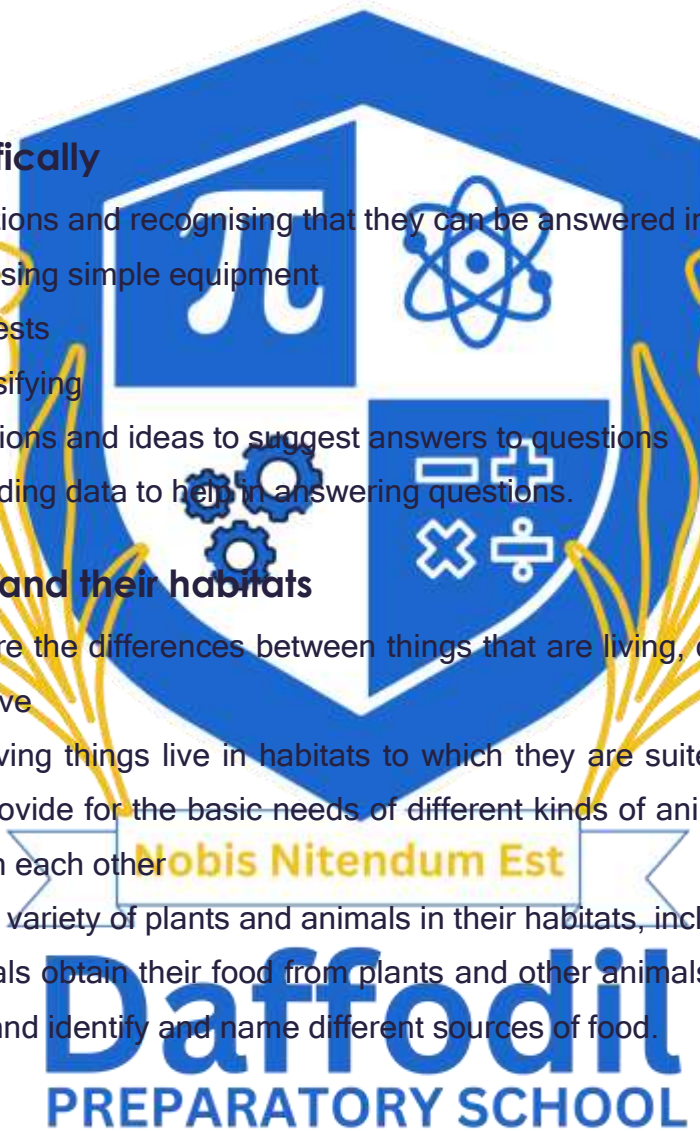 fically
tions and recognising that they can be answered in
sing simple equipment
ests
sifying
tions and ideas to suggest answers to questions
ding data to help in answering questions.
and their habitats
re the differences between things that are living, d
ve
ving things live in habitats to which they are suite
ovide for the basic needs of different kinds of ani
n each other
Nobis Nitendum Est
variety of plants and animals in their habitats, incl
als obtain their food from plants and other animals
and identify and name different sources of food.
Daffodil
PREPARATORY SCHOOL